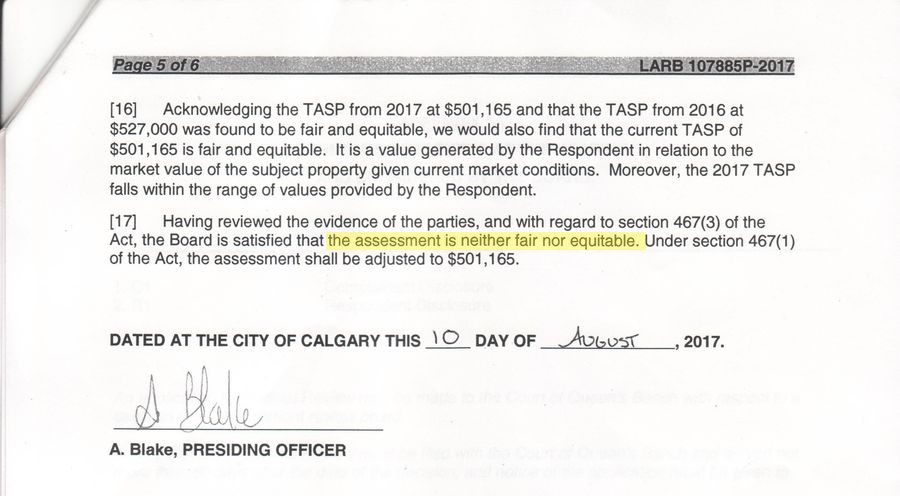 Page 5 of 6 LARB 107885P-2017
[16] Acknowledging the TASP from 2017 at $501,165 and that the TASP from 2016 at
$527,000 was found to be fair and equitable, we would also find that the current TASP of
$501,165 is fair and equitable. It is a value generated by the Respondent in relation to the
market value of the subject property given current market conditions. Moreover, the 2017 TASP
falls within the range of values provided by the Respondent.
[17] Having reviewed the evidence of the parties, and with regard to section 467(3) of the
Act, the Board is satisfied that the assessment is neither fair nor equitable. Under section 467(1)
of the Act, the assessment shall be adjusted to $501,165.
DATED AT THE CITY OF CALGARY THIS 10 DAY OF AUGUST, 2017.
A. Blake
A. Blake, PRESIDING OFFICER